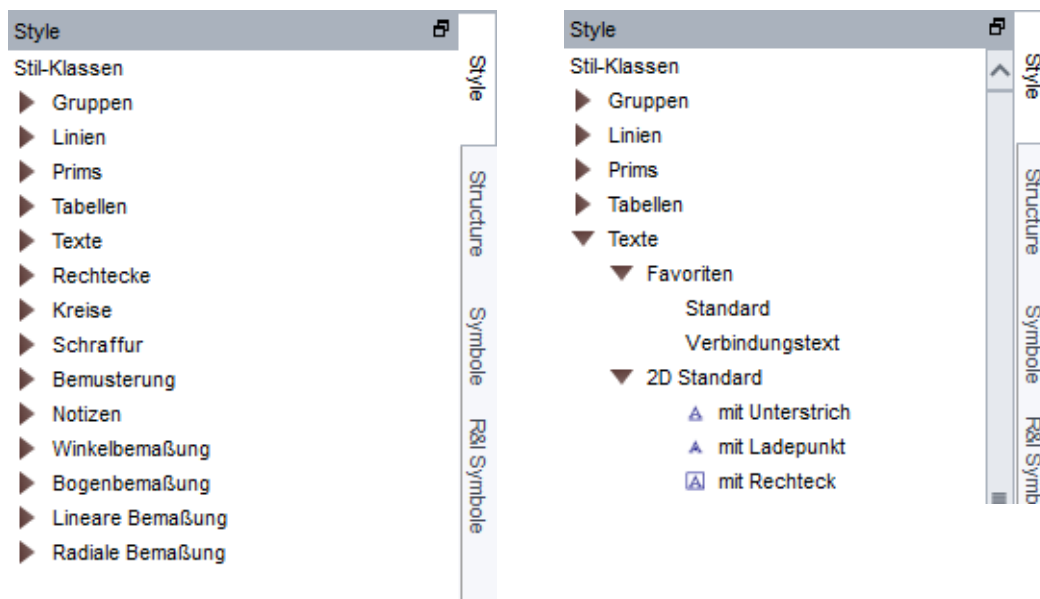 Style
Stil-Klassen
Gruppen
Linien
Prims
Tabellen
Texte
Rechtecke
Kreise
Schraffur
Bemusterung
Notizen
Winkelbemaßung
Bogenbemaßung
Lineare Bemaßung
Radiale Bemaßung
Style
Structure
Symbole
R&I Symbole
Style
Stil-Klassen
Gruppen
Linien
Prims
Tabellen
Texte
Favoriten
Standard
Verbindungstext
2D Standard
A mit Unterstrich
A mit Ladepunkt
A mit Rechteck
Style
Structure
Symbole
R&I Symb